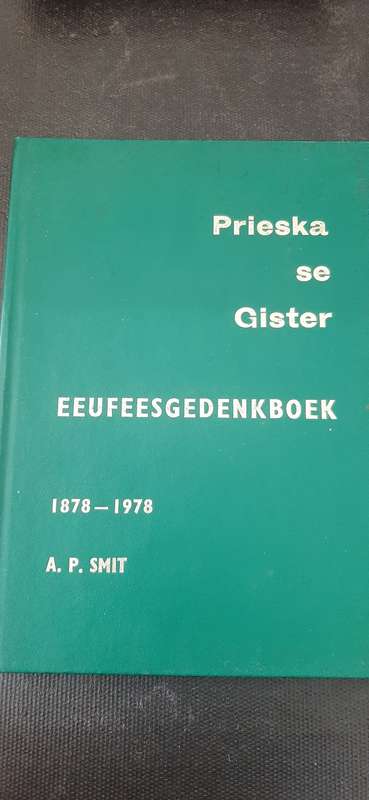 Prieska
se
Gister
EEUFEESGEDENKBOEK
1878–1978
A. P. SMIT